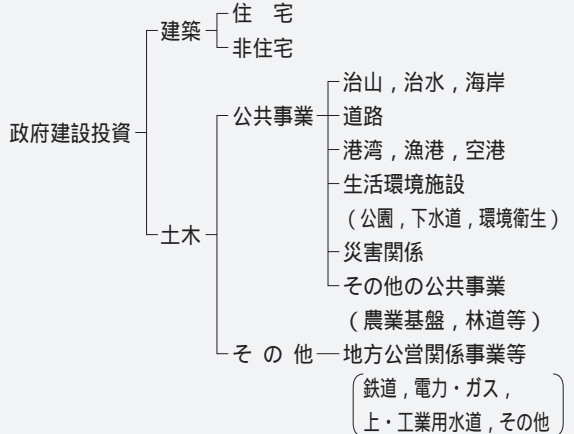 住　宅
建築
非住宅
治山，治水，海岸
公共事業
道路
政府建設投資
港湾，漁港，空港
生活環境施設
（公園，下水道，環境衛生）
土木
災害関係
その他の公共事業
（農業基盤，林道等）
そ の 他
地方公営関係事業等
鉄道，電力・ガス，
上・工業用水道，その他